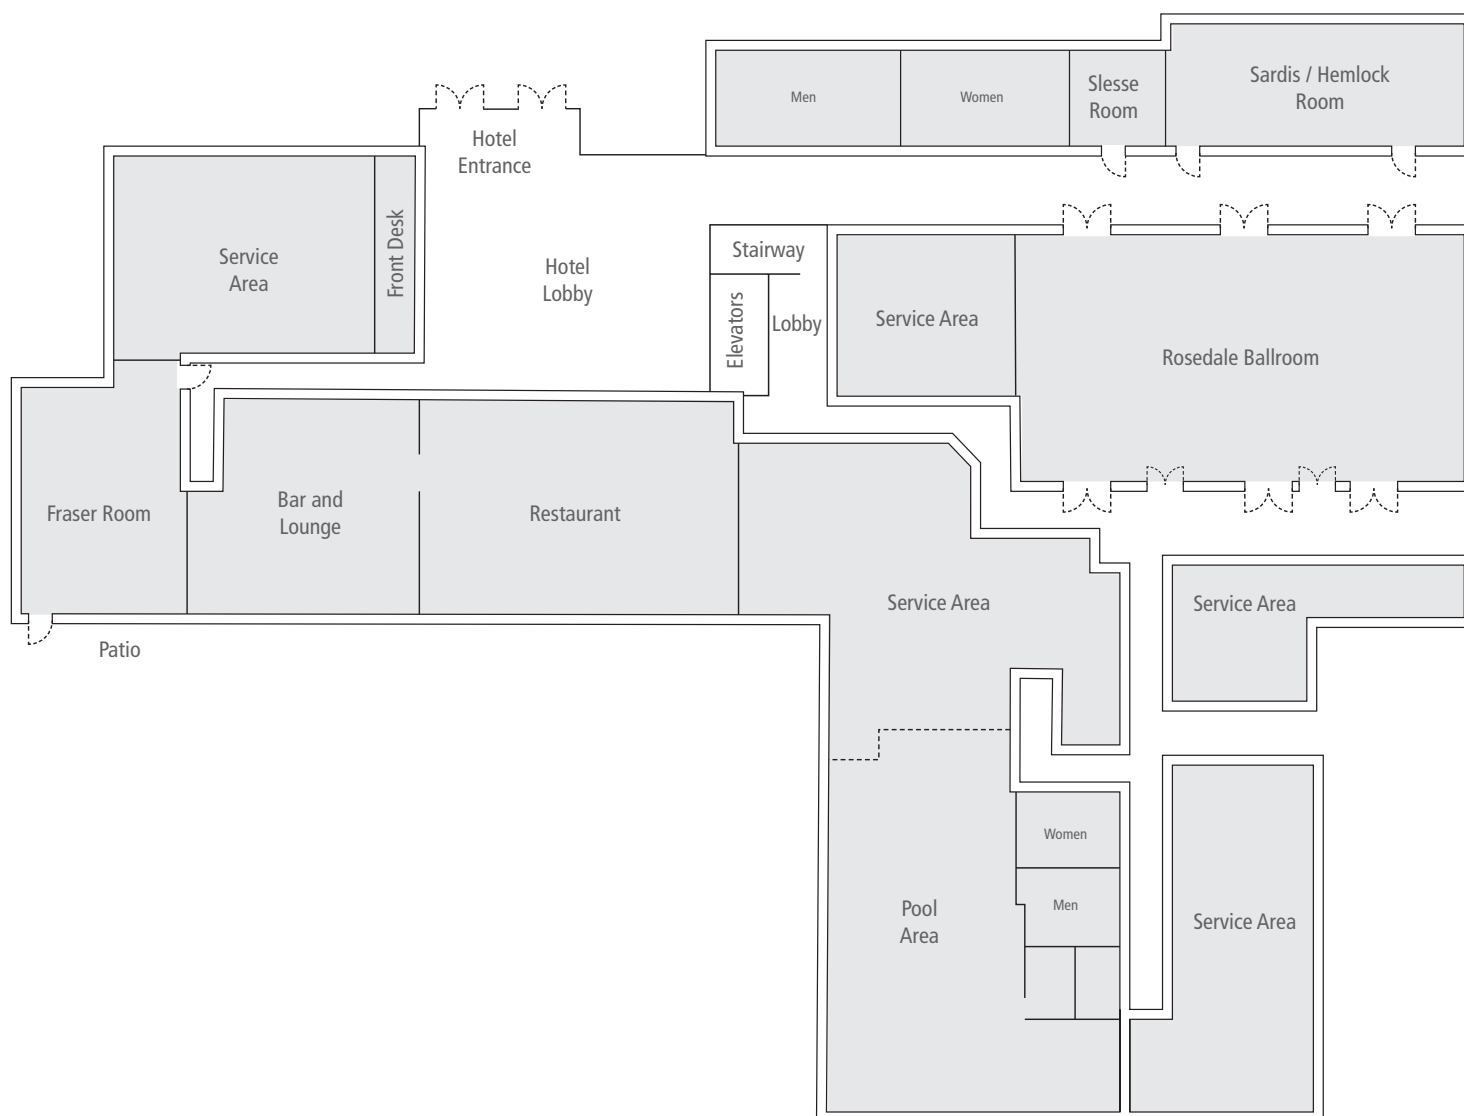 Men
Women
Slesse
Room
Sardis / Hemlock
Room
Hotel
Entrance
Service
Area
Front Desk
Hotel
Lobby
Stairway
Elevators
Lobby
Service Area
Rosedale Ballroom
Fraser Room
Bar and
Lounge
Restaurant
Service Area
Service Area
Patio
Women
Men
Pool
Area
Service Area